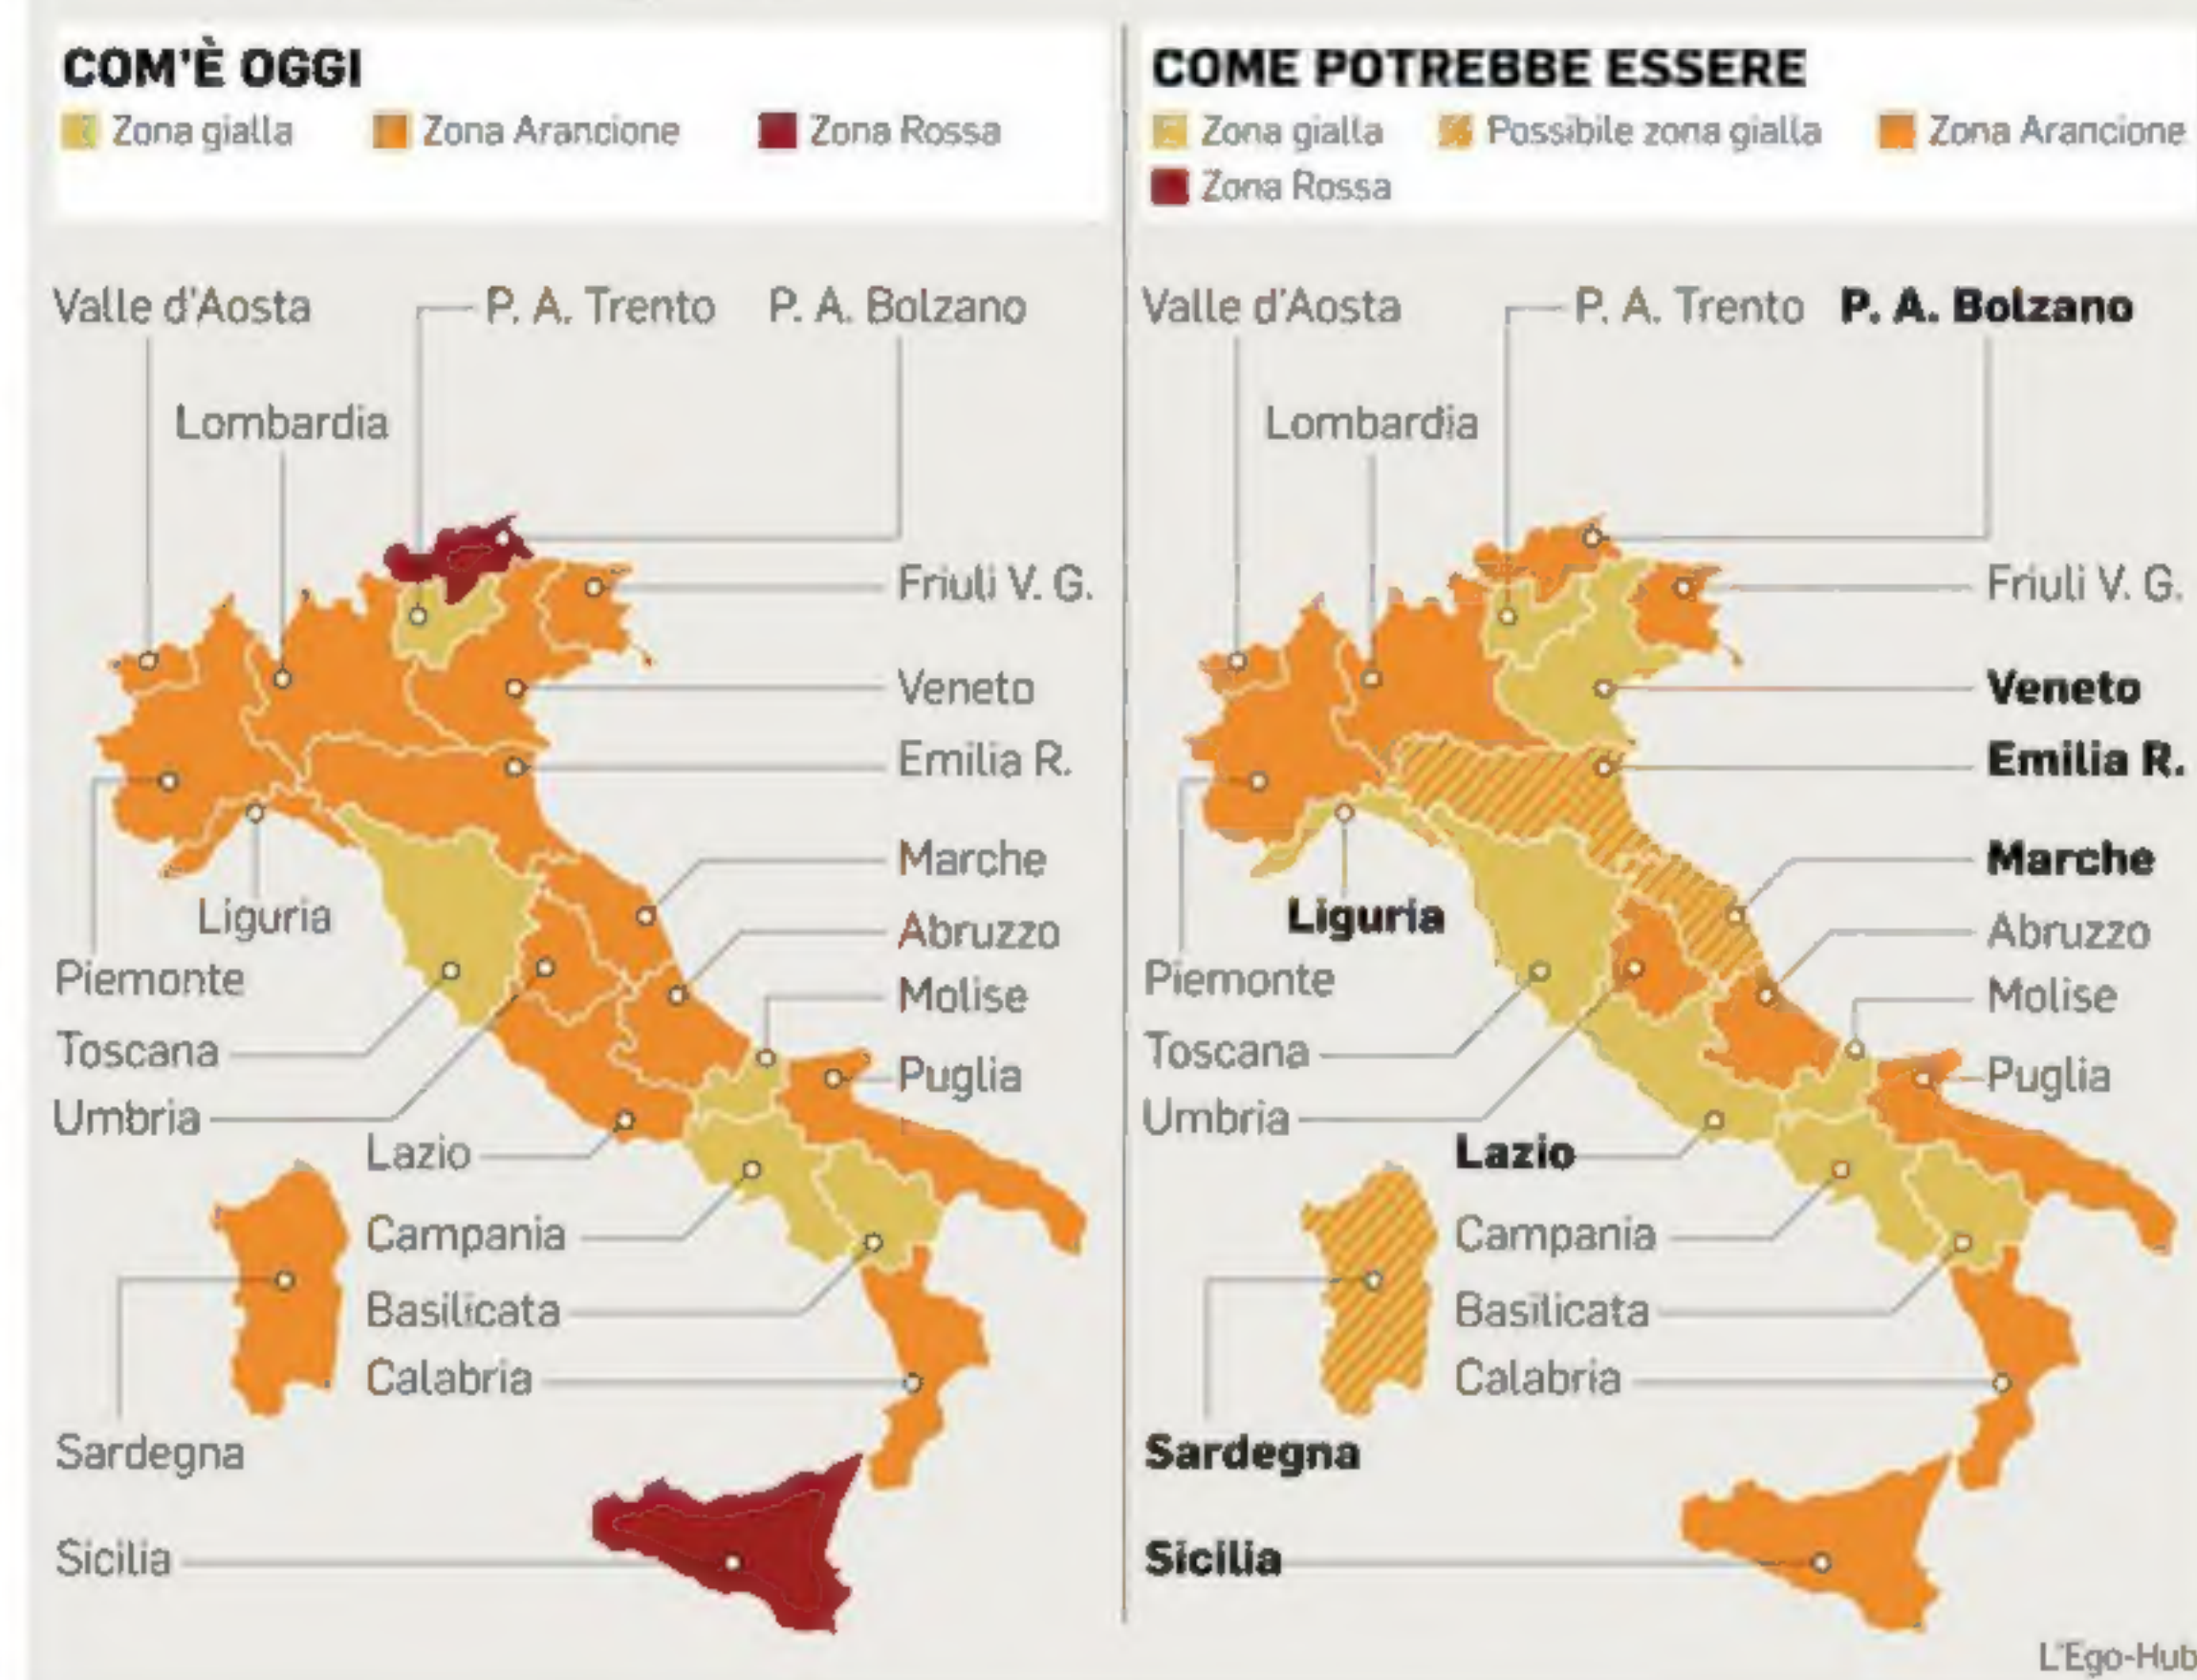 COM'È OGGI
Zona gialla Zona Arancione Zona Rossa
Valle d'Aosta P. A. Trento P. A. Bolzano
Lombardia
Friuli V. G.
Veneto
Emilia R.
Marche
Liguria
Abruzzo
Piemonte
Molise
Toscana
Puglia
Umbria
Lazio
Campania
Basilicata
Calabria
Sardegna
Sicilia
COME POTREBBE ESSERE
Zona gialla Possibile zona gialla Zona Arancione
Zona Rossa
Valle d'Aosta P. A. Trento P. A. Bolzano
Lombardia
Friuli V. G.
Veneto
Emilia R.
Marche
Liguria
Abruzzo
Piemonte
Molise
Toscana
Puglia
Umbria
Lazio
Campania
Basilicata
Calabria
Sardegna
Sicilia
L'Ego-Hub